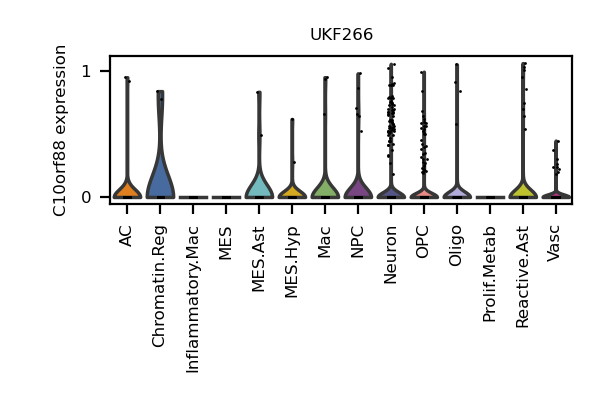 UKF266
C10orf88 expression
1
0
AC
Chromatin.Reg
Inflammatory.Mac
MES
MES.Ast
MES.Hyp
Mac
NPC
Neuron
OPC
Oligo
Prolif.Metab
Reactive.Ast
Vasc